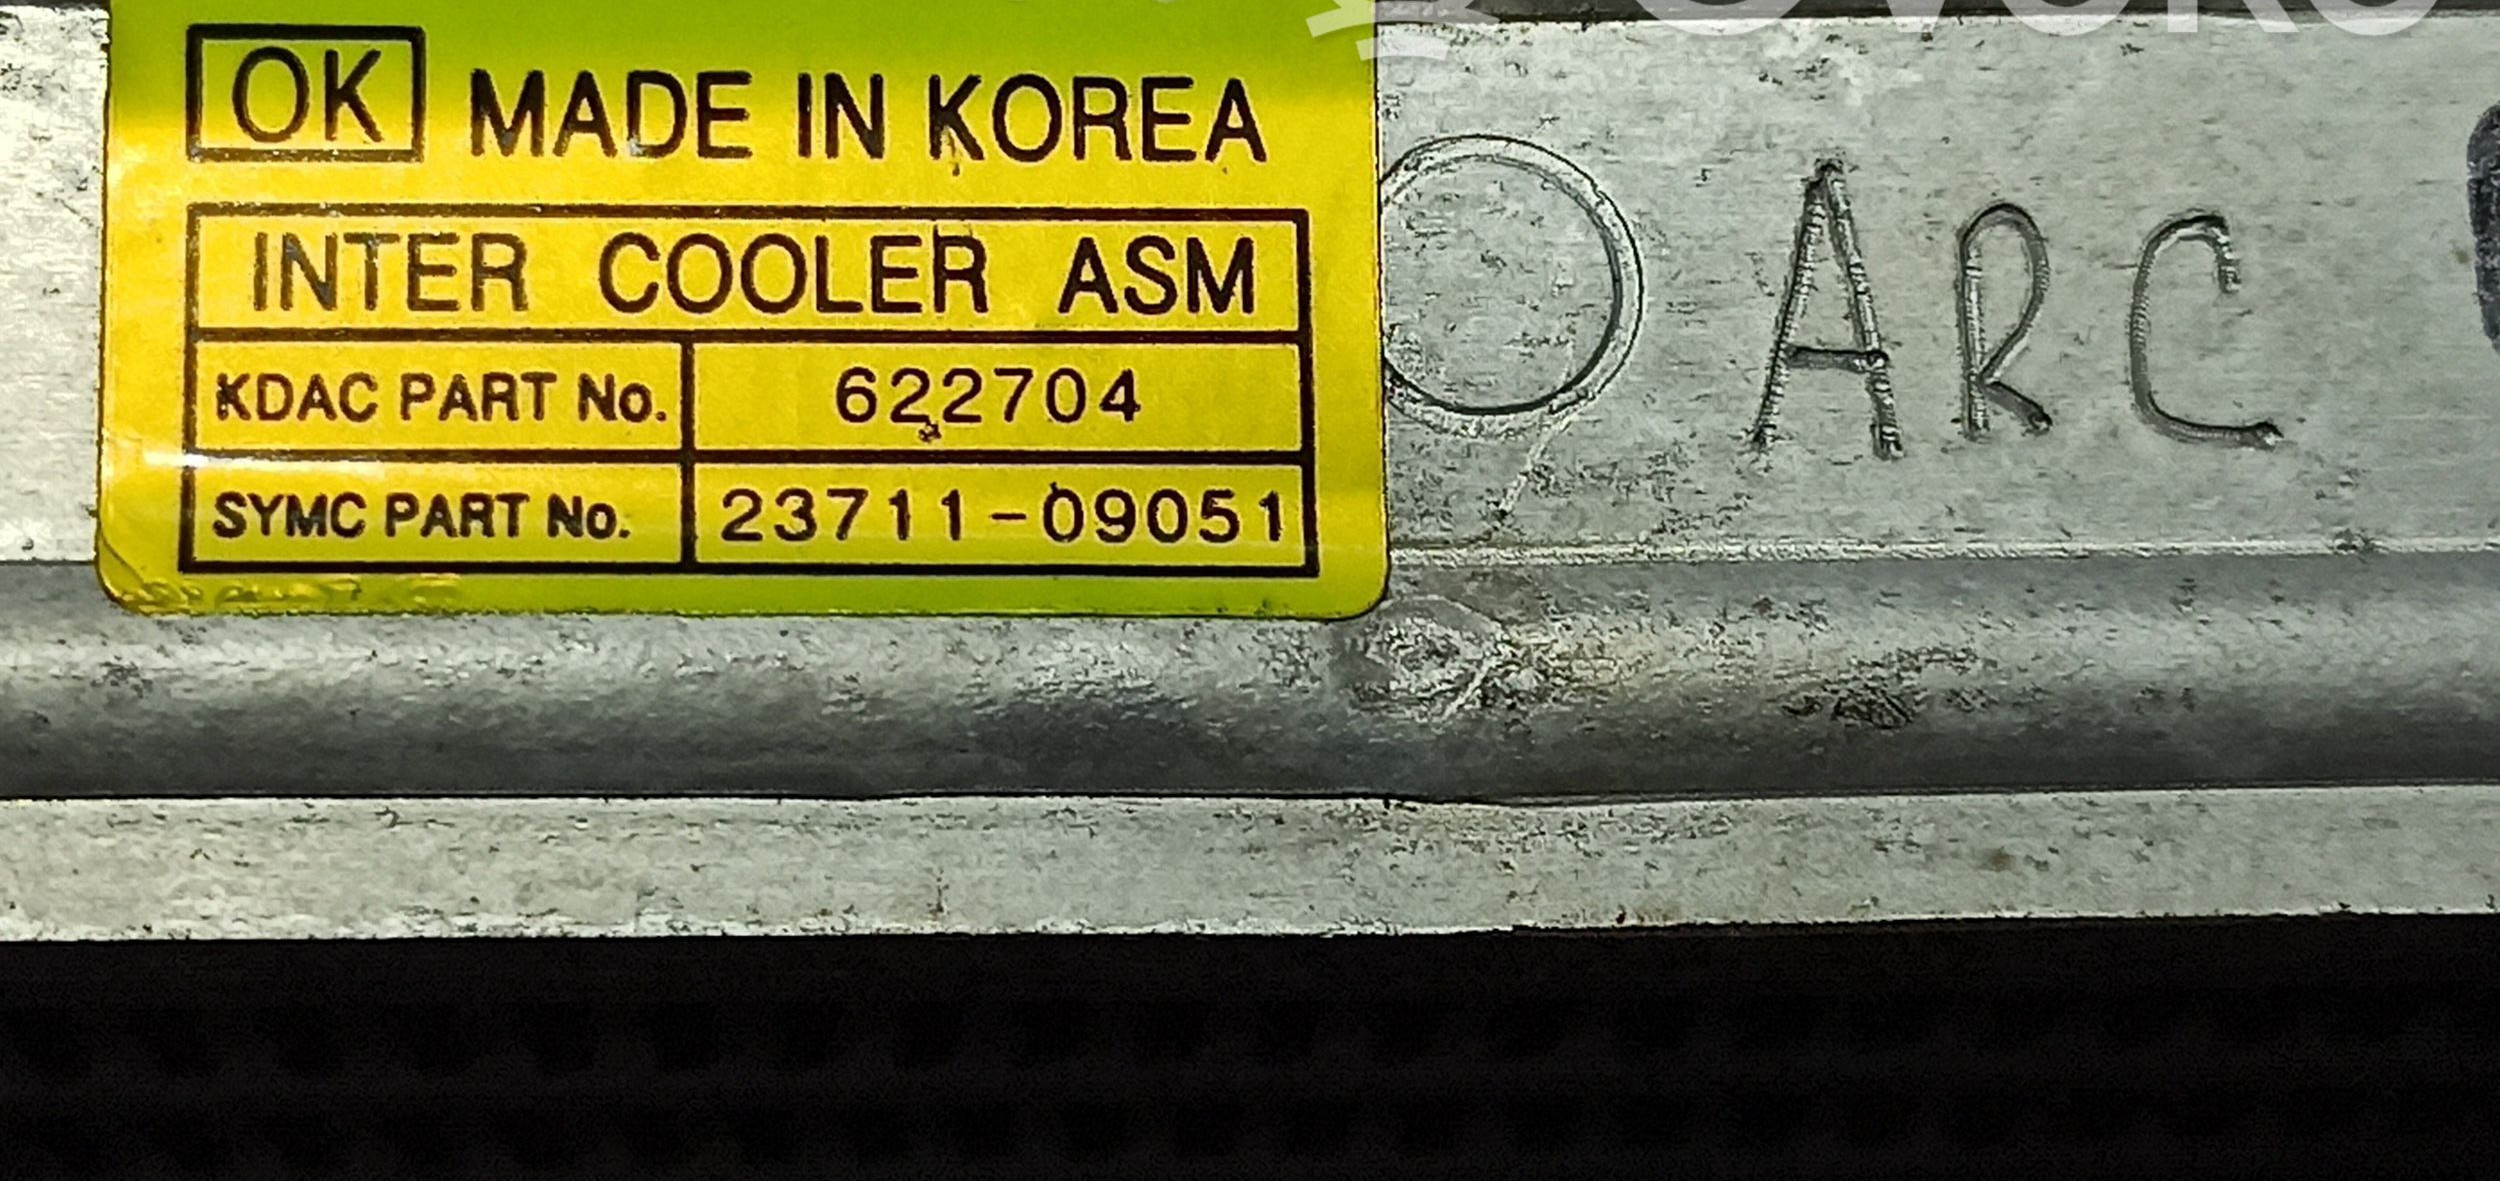 OK MADE IN KOREA
INTER COOLER ASM
KDAC PART No. 622704
SYMC PART No. 23711-09051
ARC